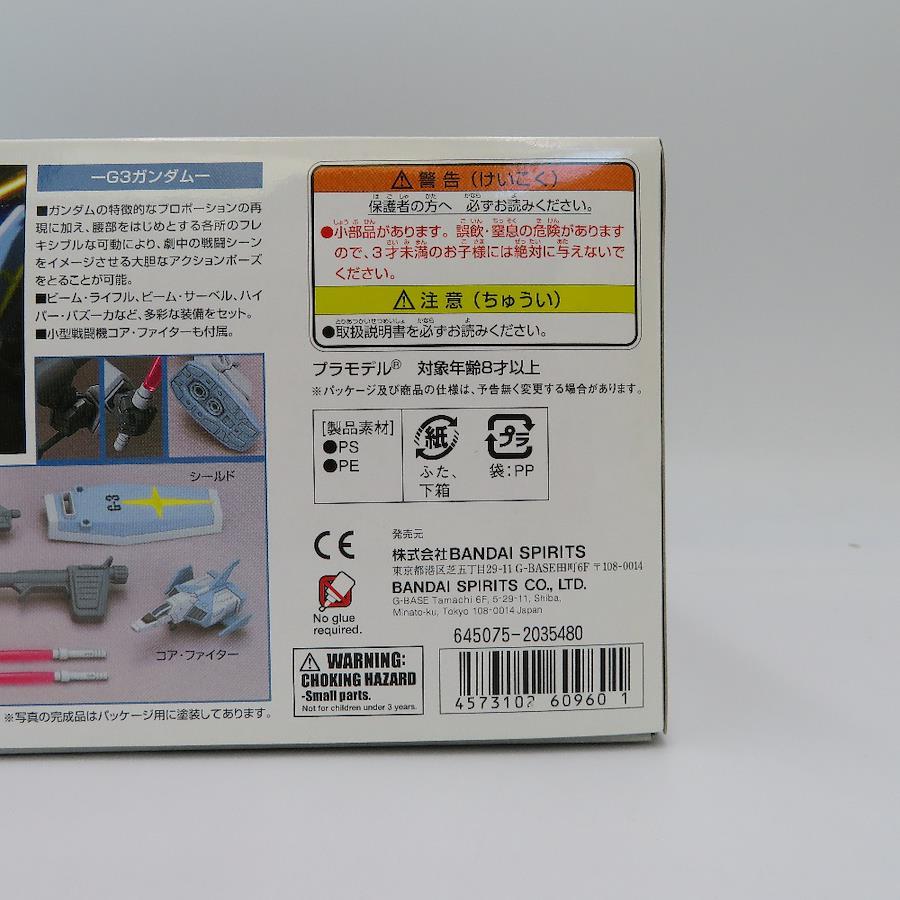 ―G3ガンダム―
■ガンダムの特徴的なプロポーションの再
現に加え、腰部をはじめとする各所のフレ
キシブルな可動により、劇中の戦闘シーン
をイメージさせる大胆なアクションポーズ
をとることが可能。
■ビーム・ライフル、ビーム・サーベル、ハイ
パー・バズーカなど、多彩な装備をセット。
■小型戦闘機コア・ファイターも付属。
シールド
G-3
コア・ファイター
※写真の完成品はパッケージ用に塗装してあります。
⚠ 警告（けいこく）
保護者の方へ 必ずお読みください。
●小部品があります。誤飲・窒息の危険があります
ので、3才未満のお子様には絶対に与えないで
ください。
⚠ 注意（ちゅうい）
●取扱説明書を必ずお読みください。
プラモデル® 対象年齢8才以上
※パッケージ及び商品の仕様は、予告無く変更する場合があります。
[製品素材]
●PS
●PE
紙
ふた、
下箱
プラ
袋:PP
CE
発売元
株式会社BANDAI SPIRITS
東京都港区芝五丁目29-11 G-BASE田町6F 〒108-0014
BANDAI SPIRITS CO., LTD.
G-BASE Tamachi 6F, 5-29-11, Shiba,
Minato-ku, Tokyo 108-0014 Japan
No glue
required.
645075-2035480
⚠ WARNING:
CHOKING HAZARD
-Small parts.
Not for children under 3 years.
4573102 609601